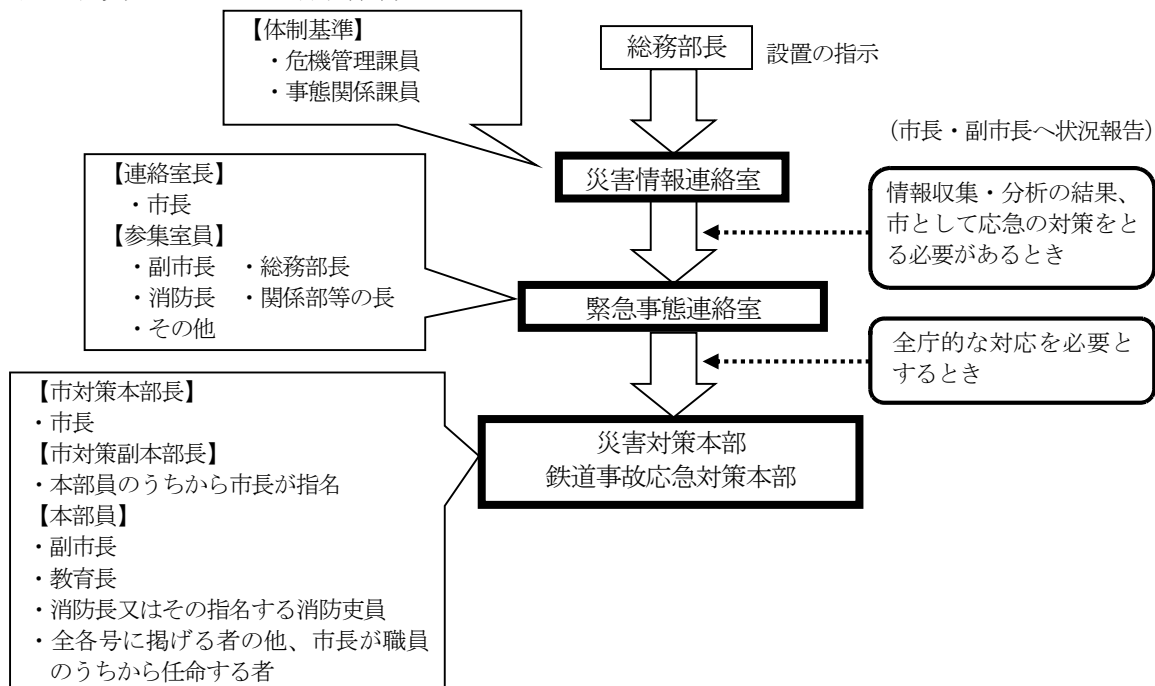 【体制基準】
・危機管理課員
・事態関係課員
総務部長
設置の指示
(市長・副市長へ状況報告)
災害情報連絡室
情報収集・分析の結果、
市として応急の対策をと
る必要があるとき
【連絡室長】
・市長
【参集室員】
・副市長 ・総務部長
・消防長 ・関係部等の長
・その他
緊急事態連絡室
全庁的な対応を必要と
するとき
【市対策本部長】
・市長
【市対策副本部長】
・本部員のうちから市長が指名
【本部員】
・副市長
・教育長
・消防長又はその指名する消防吏員
・全各号に掲げる者の他、市長が職員
のうちから任命する者
災害対策本部
鉄道事故応急対策本部